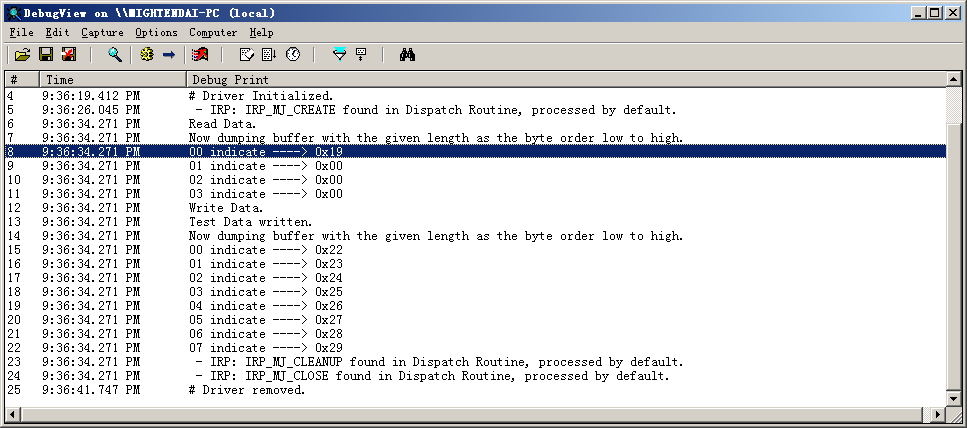 DebugView on \\MIGHTENDAI-PC (local)
File Edit Capture Options Computer Help
# Time Debug Print
4 9:36:19.412 PM # Driver Initialized.
5 9:36:26.045 PM - IRP: IRP_MJ_CREATE found in Dispatch Routine, processed by default.
6 9:36:34.271 PM Read Data.
7 9:36:34.271 PM Now dumping buffer with the given length as the byte order low to high.
8 9:36:34.271 PM 00 indicate ----> 0x19
9 9:36:34.271 PM 01 indicate ----> 0x00
10 9:36:34.271 PM 02 indicate ----> 0x00
11 9:36:34.271 PM 03 indicate ----> 0x00
12 9:36:34.271 PM Write Data.
13 9:36:34.271 PM Test Data written.
14 9:36:34.271 PM Now dumping buffer with the given length as the byte order low to high.
15 9:36:34.271 PM 00 indicate ----> 0x22
16 9:36:34.271 PM 01 indicate ----> 0x23
17 9:36:34.271 PM 02 indicate ----> 0x24
18 9:36:34.271 PM 03 indicate ----> 0x25
19 9:36:34.271 PM 04 indicate ----> 0x26
20 9:36:34.271 PM 05 indicate ----> 0x27
21 9:36:34.271 PM 06 indicate ----> 0x28
22 9:36:34.271 PM 07 indicate ----> 0x29
23 9:36:34.271 PM - IRP: IRP_MJ_CLEANUP found in Dispatch Routine, processed by default.
24 9:36:34.271 PM - IRP: IRP_MJ_CLOSE found in Dispatch Routine, processed by default.
25 9:36:41.747 PM # Driver removed.